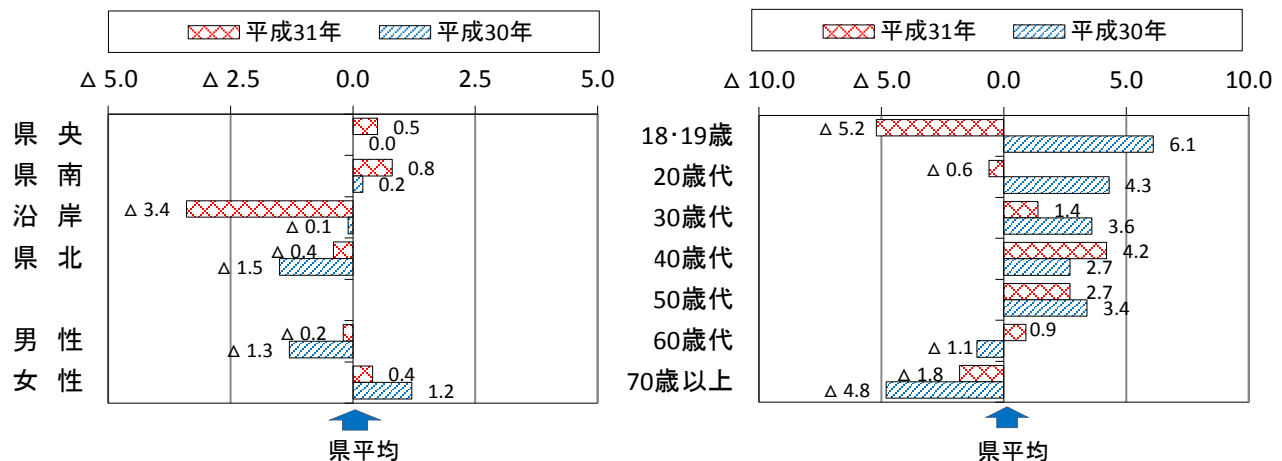 平成31年 平成30年
△ 5.0 △ 2.5 0.0 2.5 5.0
県 央 0.5 0.0
県 南 0.8 0.2
沿 岸 △ 3.4 △ 0.1
県 北 △ 0.4 △ 1.5
男 性 △ 0.2 △ 1.3
女 性 0.4 1.2
県平均
平成31年 平成30年
△ 10.0 △ 5.0 0.0 5.0 10.0
18･19歳 △ 5.2 6.1
20歳代 △ 0.6 4.3
30歳代 1.4 3.6
40歳代 4.2 2.7
50歳代 2.7 3.4
60歳代 0.9 △ 1.1
70歳以上 △ 1.8 △ 4.8
県平均